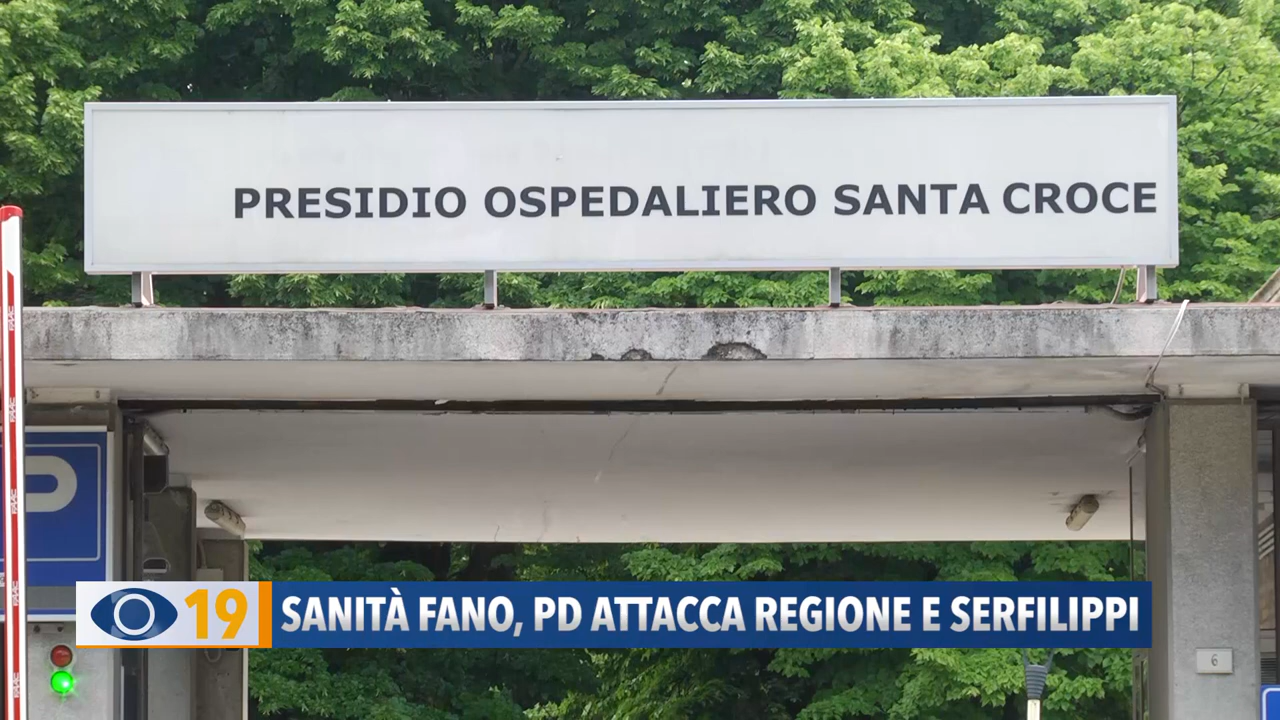 PRESIDIO OSPEDALIERO SANTA CROCE
P
19 SANITÀ FANO, PD ATTACCA REGIONE E SERFILIPPI
6